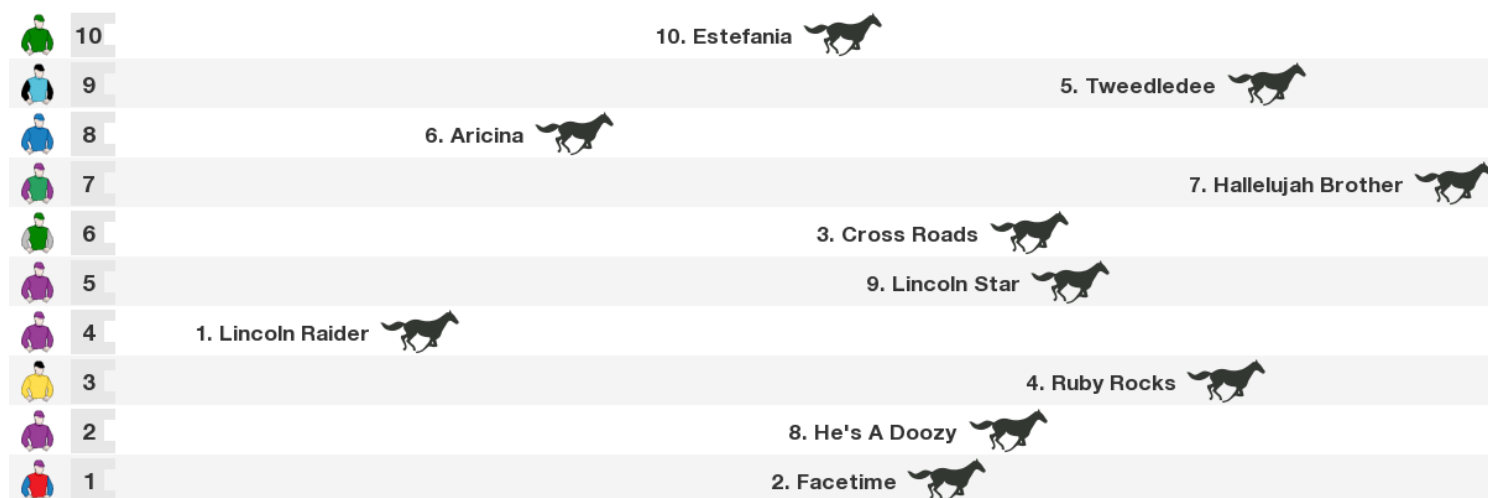 10 10. Estefania
9 5. Tweedledee
8 6. Aricina
7 7. Hallelujah Brother
6 3. Cross Roads
5 9. Lincoln Star
4 1. Lincoln Raider
3 4. Ruby Rocks
2 8. He's A Doozy
1 2. Facetime